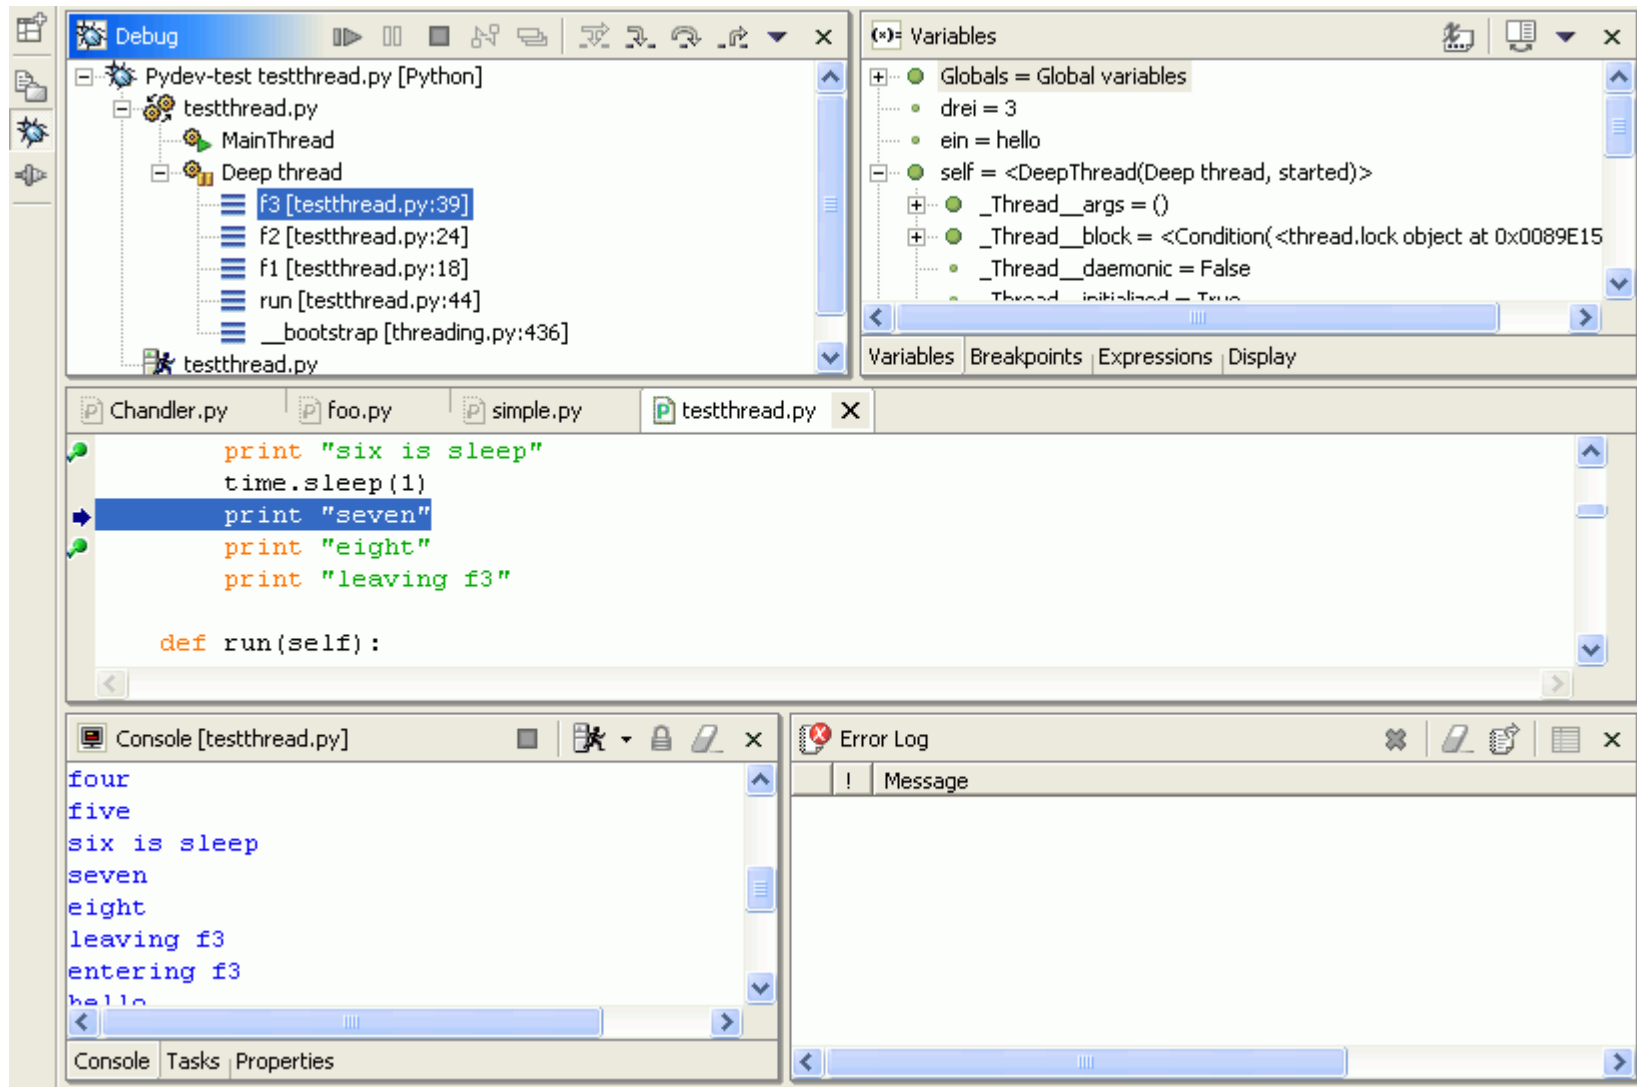 Debug
Pydev-test testthread.py [Python]
testthread.py
MainThread
Deep thread
f3 [testthread.py:39]
f2 [testthread.py:24]
f1 [testthread.py:18]
run [testthread.py:44]
__bootstrap [threading.py:436]
testthread.py
(x)= Variables
Globals = Global variables
drei = 3
ein = hello
self = <DeepThread(Deep thread, started)>
_Thread__args = ()
_Thread__block = <Condition(<thread.lock object at 0x0089E15
_Thread__daemonic = False
_Thread__initialized = True
Variables Breakpoints Expressions Display
Chandler.py foo.py simple.py testthread.py
print "six is sleep"
time.sleep(1)
print "seven"
print "eight"
print "leaving f3"
def run(self):
Console [testthread.py]
four
five
six is sleep
seven
eight
leaving f3
entering f3
hello
Console Tasks Properties
Error Log
! Message